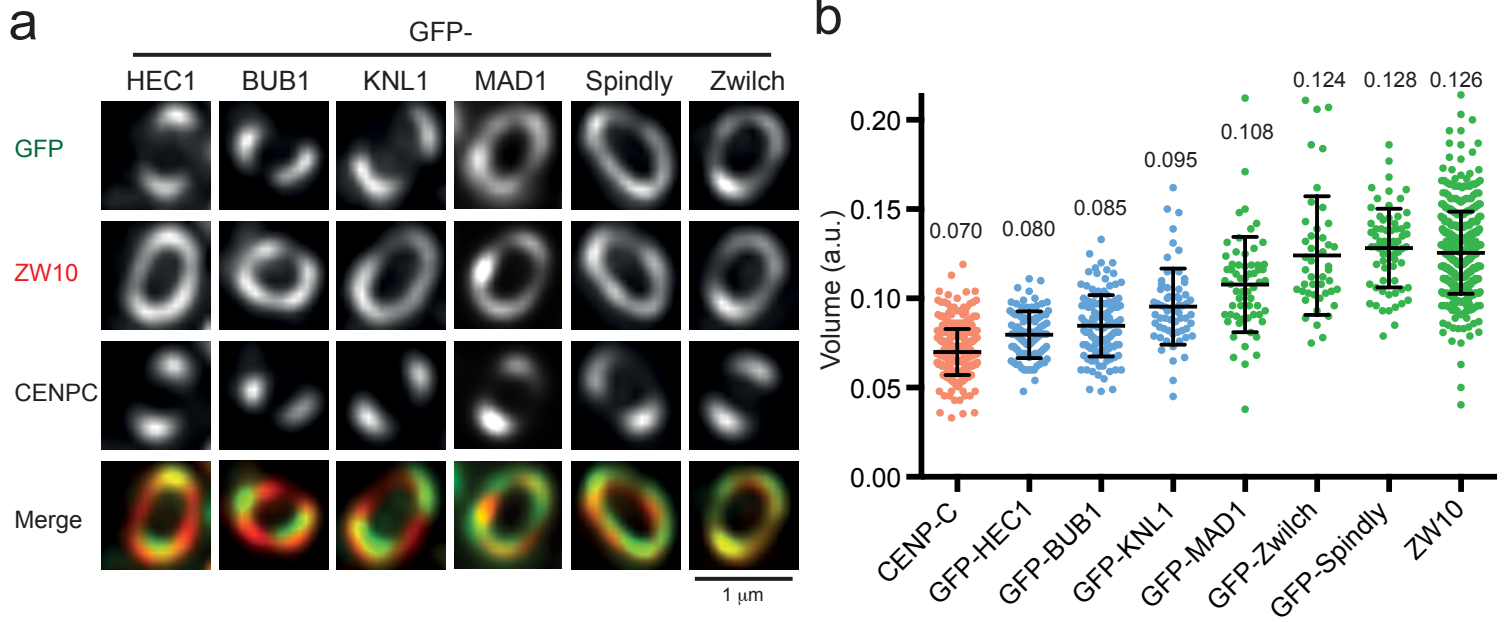 a
GFP-
HEC1 BUB1 KNL1 MAD1 Spindly Zwilch
GFP
ZW10
CENPC
Merge
1 μm
b
Volume (a.u.)
0.20
0.15
0.10
0.05
0.00
0.070
0.080
0.085
0.095
0.108
0.124
0.128
0.126
CENP-C
GFP-HEC1
GFP-BUB1
GFP-KNL1
GFP-MAD1
GFP-Zwilch
GFP-Spindly
ZW10